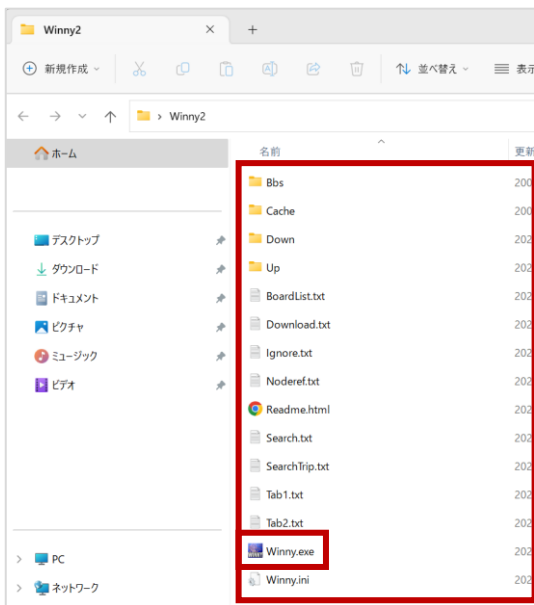 Winny2
新規作成
並べ替え
表示
Winny2
ホーム
名前
更新
Bbs
200
Cache
200
デスクトップ
Down
202
ダウンロード
Up
202
ドキュメント
BoardList.txt
202
ピクチャ
Download.txt
202
ミュージック
Ignore.txt
202
ビデオ
Noderef.txt
202
Readme.html
202
Search.txt
202
SearchTrip.txt
202
Tab1.txt
202
Tab2.txt
202
PC
Winny.exe
202
ネットワーク
Winny.ini
202